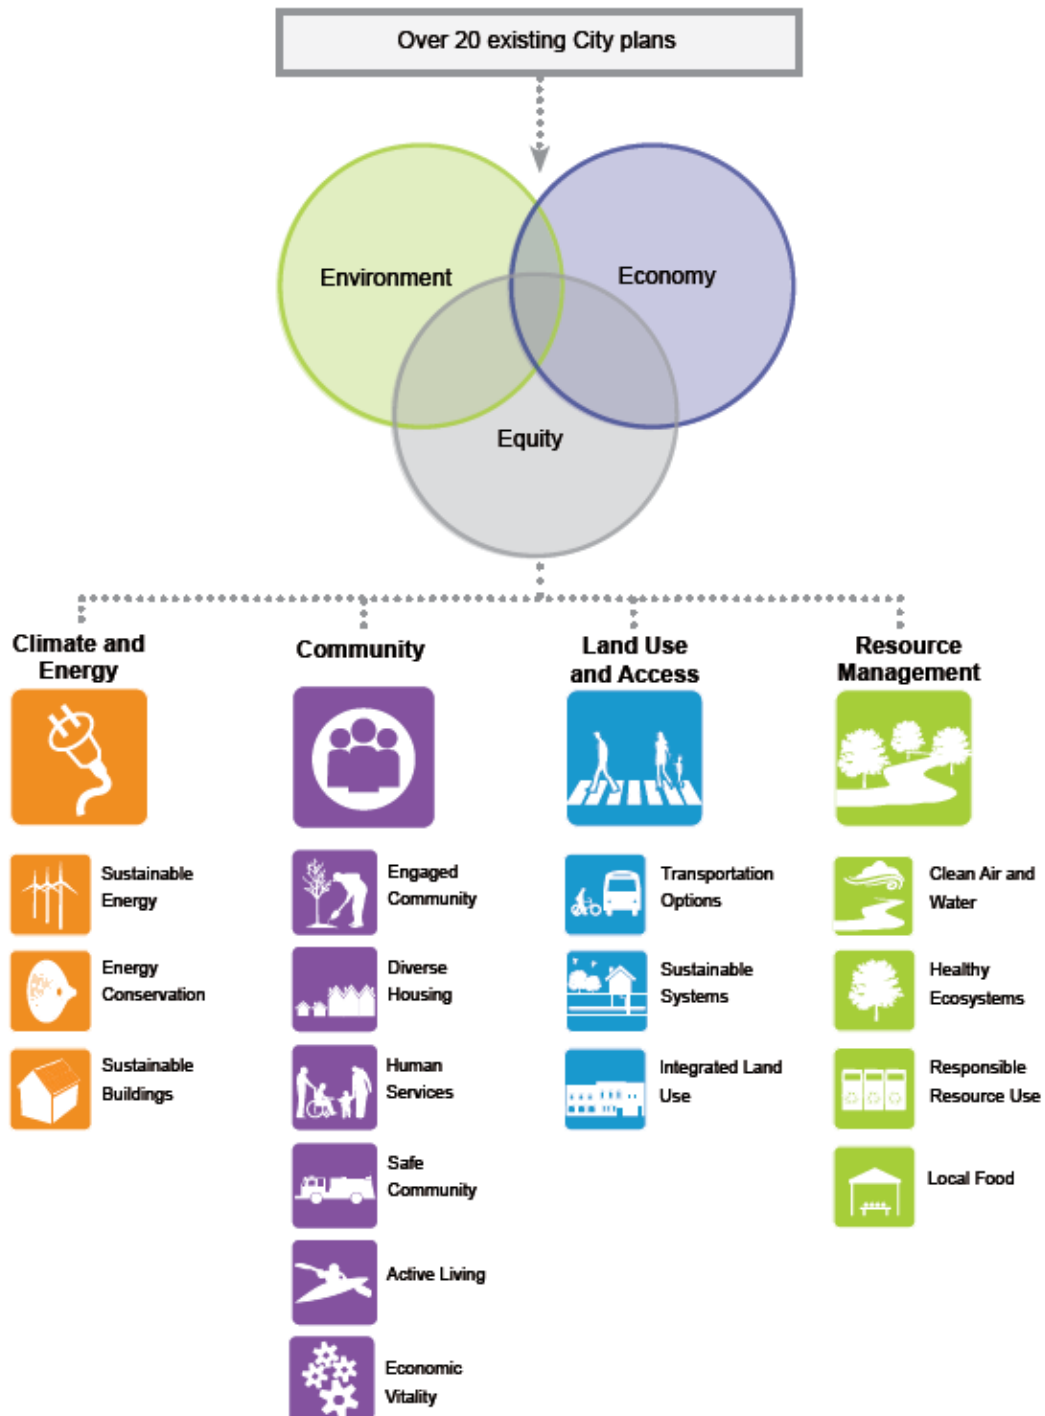 Over 20 existing City plans
Environment
Economy
Equity
Climate and
Energy
Sustainable
Energy
Energy
Conservation
Sustainable
Buildings
Community
Engaged
Community
Diverse
Housing
Human
Services
Safe
Community
Active Living
Economic
Vitality
Land Use
and Access
Transportation
Options
Sustainable
Systems
Integrated Land
Use
Resource
Management
Clean Air and
Water
Healthy
Ecosystems
Responsible
Resource Use
Local Food